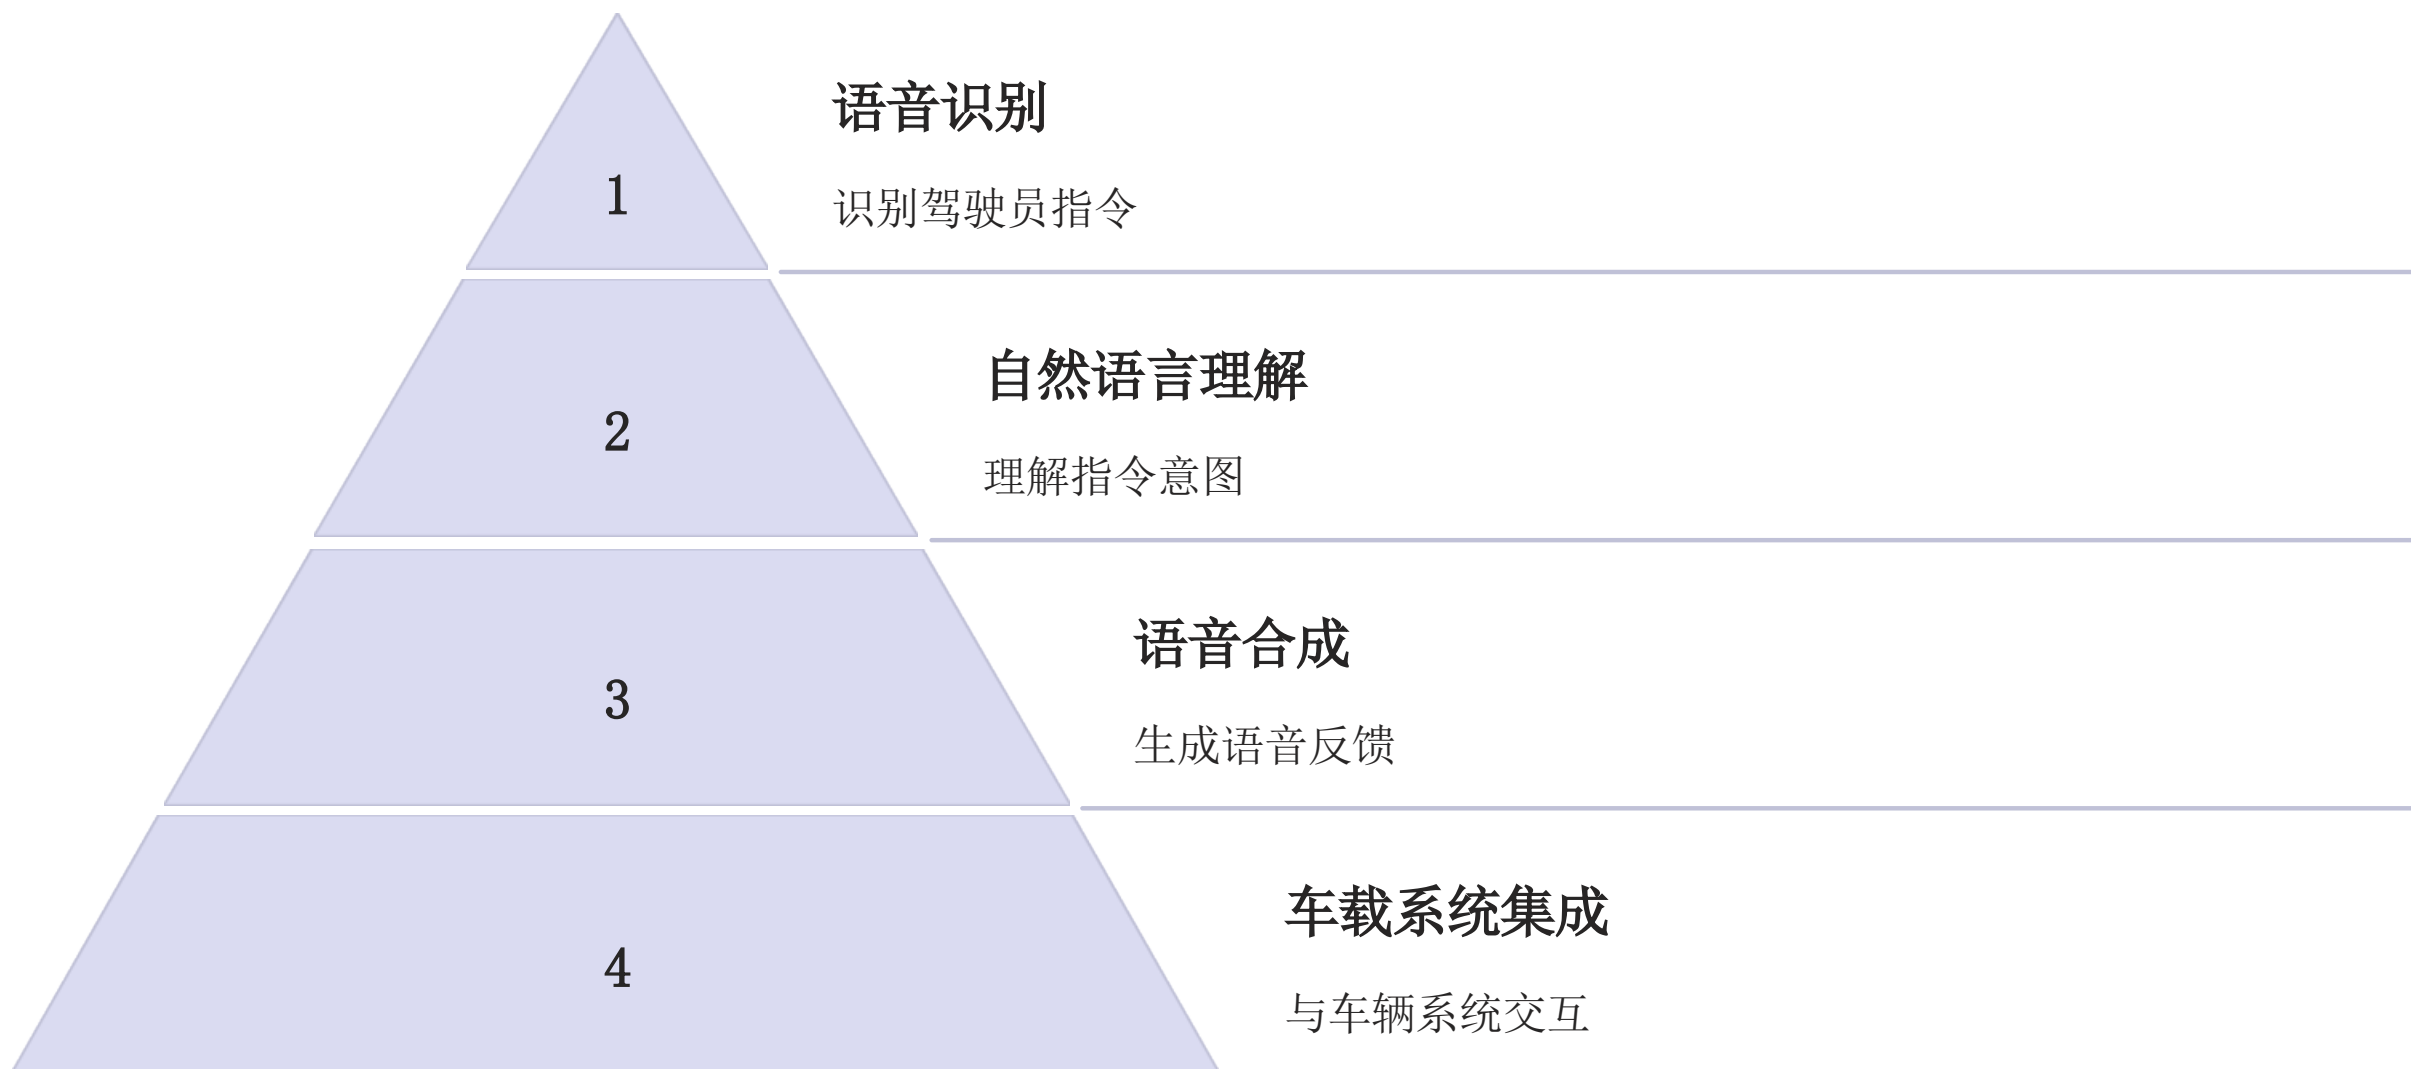 1
语音识别
识别驾驶员指令
2
自然语言理解
理解指令意图
3
语音合成
生成语音反馈
4
车载系统集成
与车辆系统交互